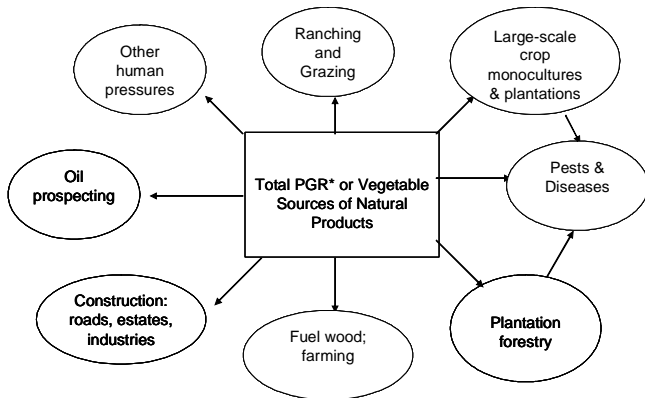 Other
human
pressures
Ranching
and
Grazing
Large-scale
crop
monocultures
& plantations
Oil
prospecting
Total PGR* or Vegetable
Sources of Natural
Products
Pests &
Diseases
Construction:
roads, estates,
industries
Fuel wood;
farming
Plantation
forestry